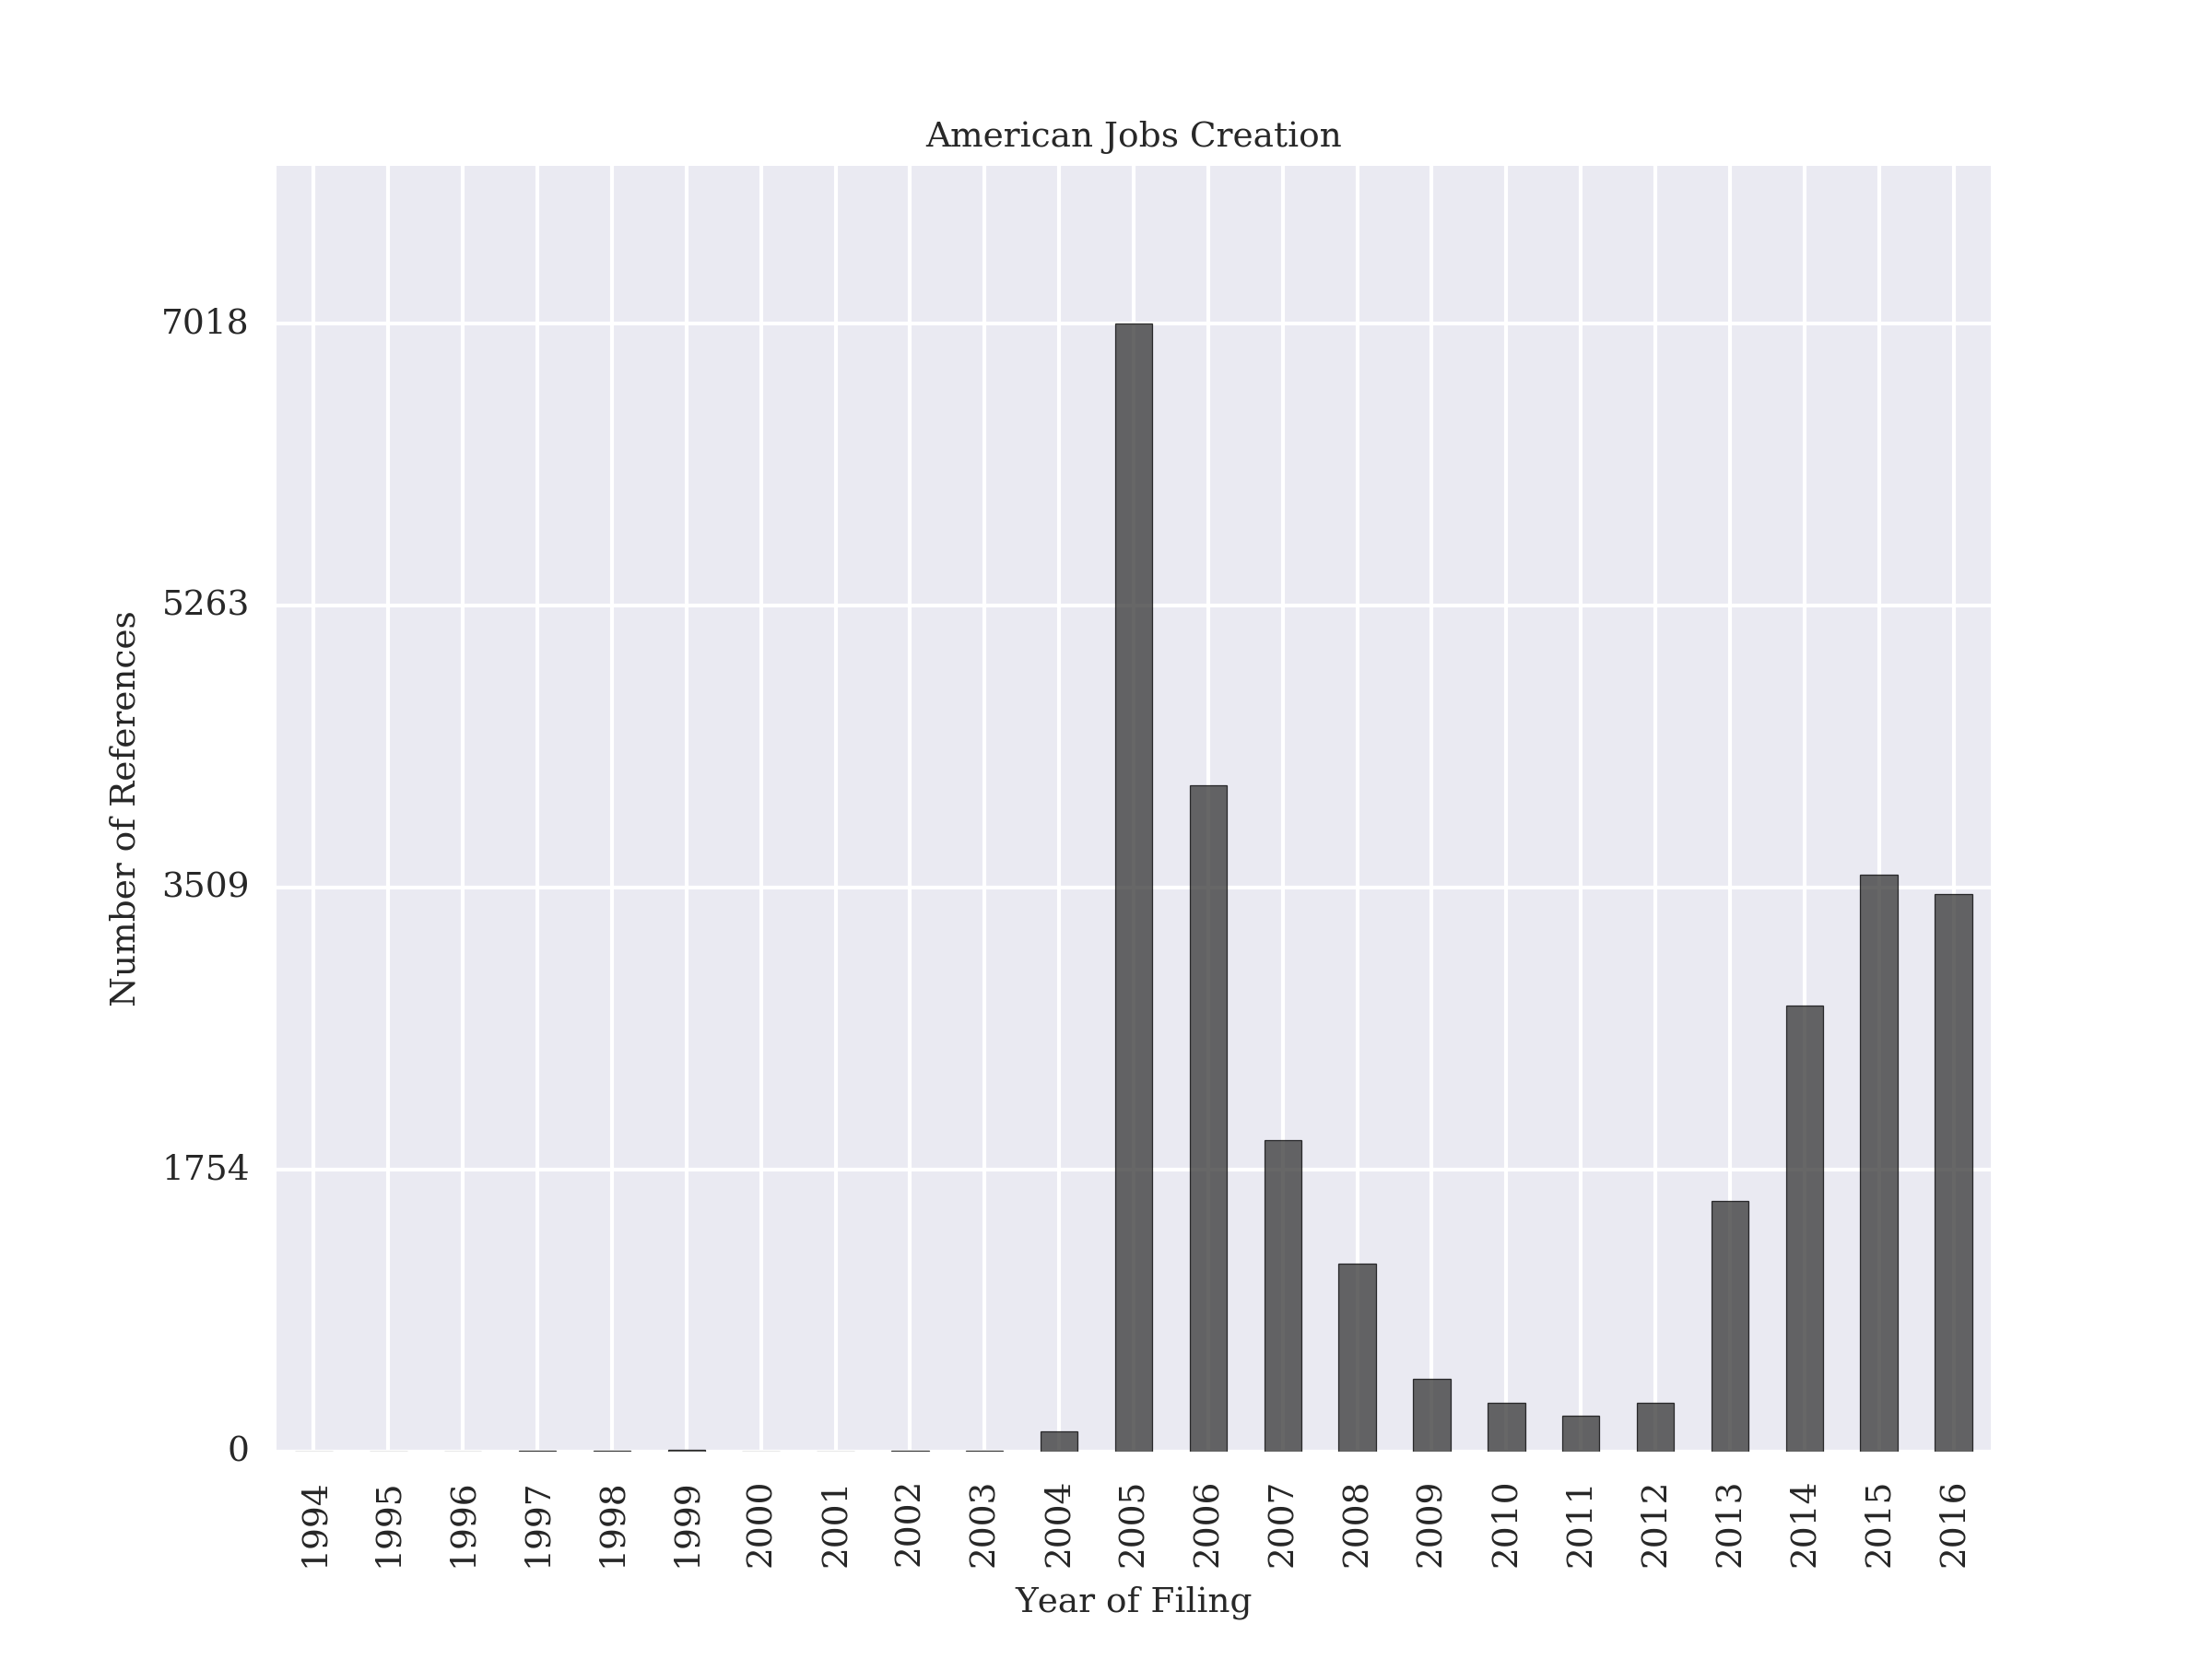 American Jobs Creation
Number of References
7018
5263
3509
1754
0
1994 1995 1996 1997 1998 1999 2000 2001 2002 2003 2004 2005 2006 2007 2008 2009 2010 2011 2012 2013 2014 2015 2016
Year of Filing